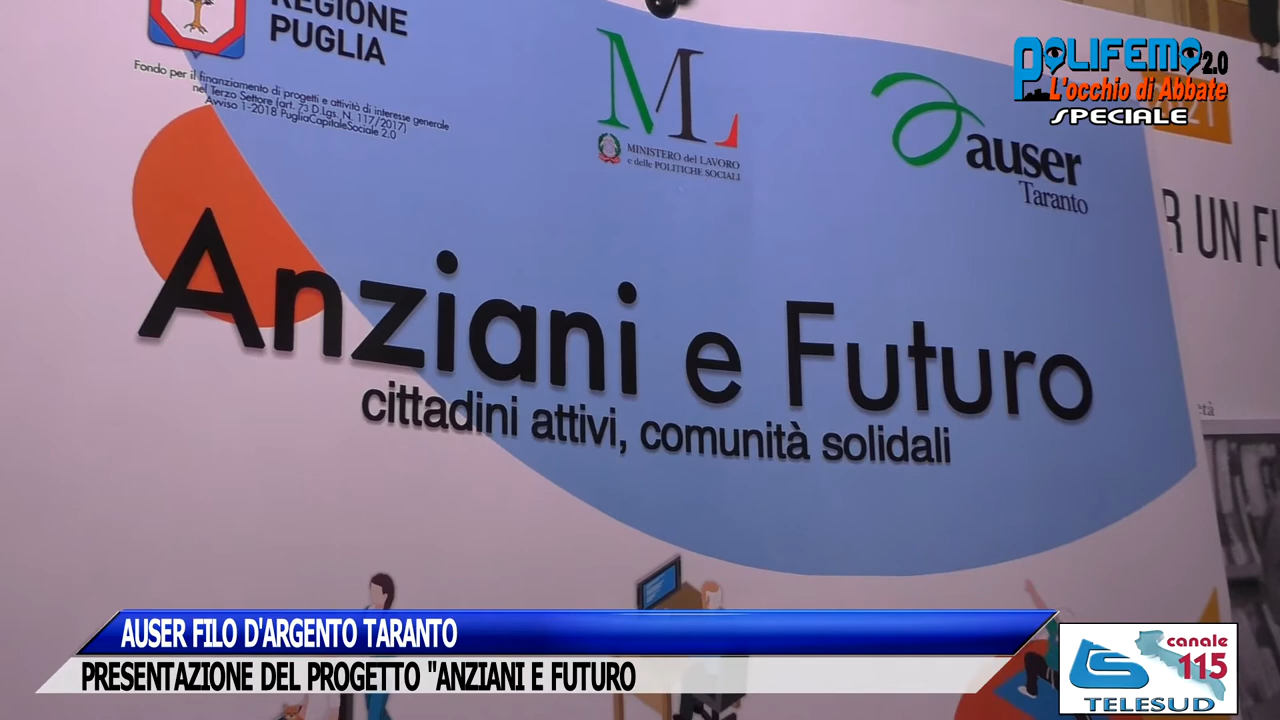 REGIONE
PUGLIA
Fondo per il finanziamento di progetti e attività di interesse generale
nel Terzo Settore (art. 73 D.Lgs. N. 117/2017)
Avviso 1-2018 PugliaCapitaleSociale 2.0
ML
MINISTERO del LAVORO
e delle POLITICHE SOCIALI
auser
Taranto
POLIFEMO 2.0
L'occhio di Abbate
SPECIALE
R UN FU
Anziani e Futuro
cittadini attivi, comunità solidali
AUSER FILO D'ARGENTO TARANTO
PRESENTAZIONE DEL PROGETTO "ANZIANI E FUTURO
canale
115
TELESUD